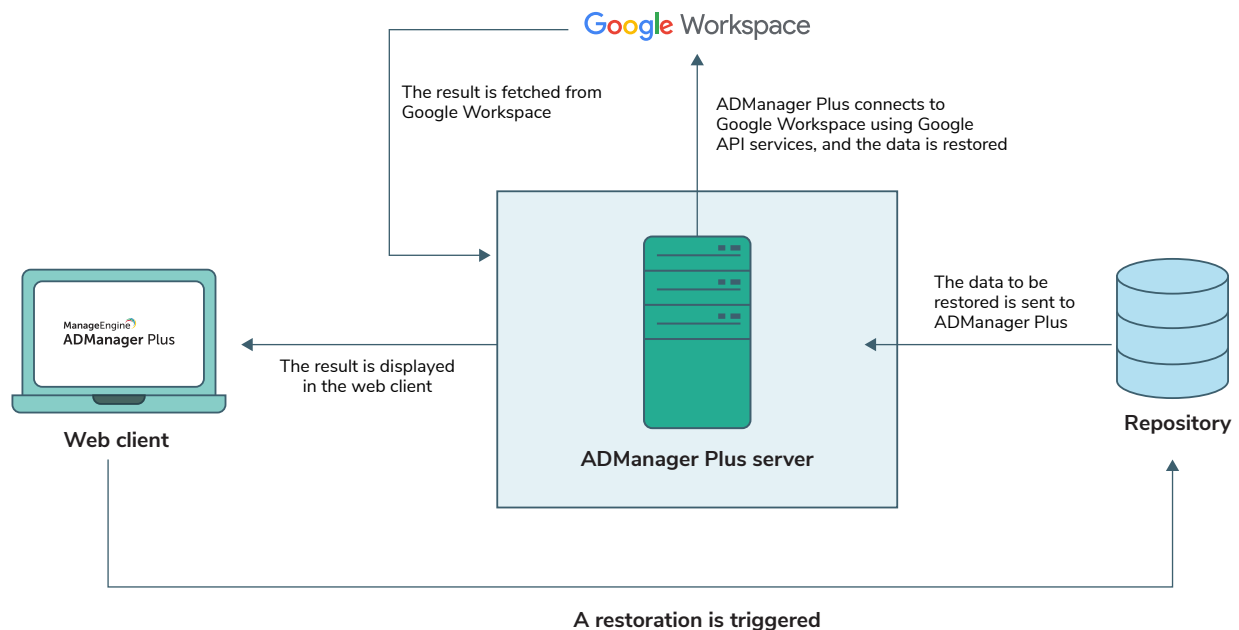 Google Workspace
The result is fetched from
Google Workspace
ADManager Plus connects to
Google Workspace using Google
API services, and the data is restored
The data to be
restored is sent to
ADManager Plus
ManageEngine
ADManager Plus
The result is displayed
in the web client
Web client
ADManager Plus server
Repository
A restoration is triggered